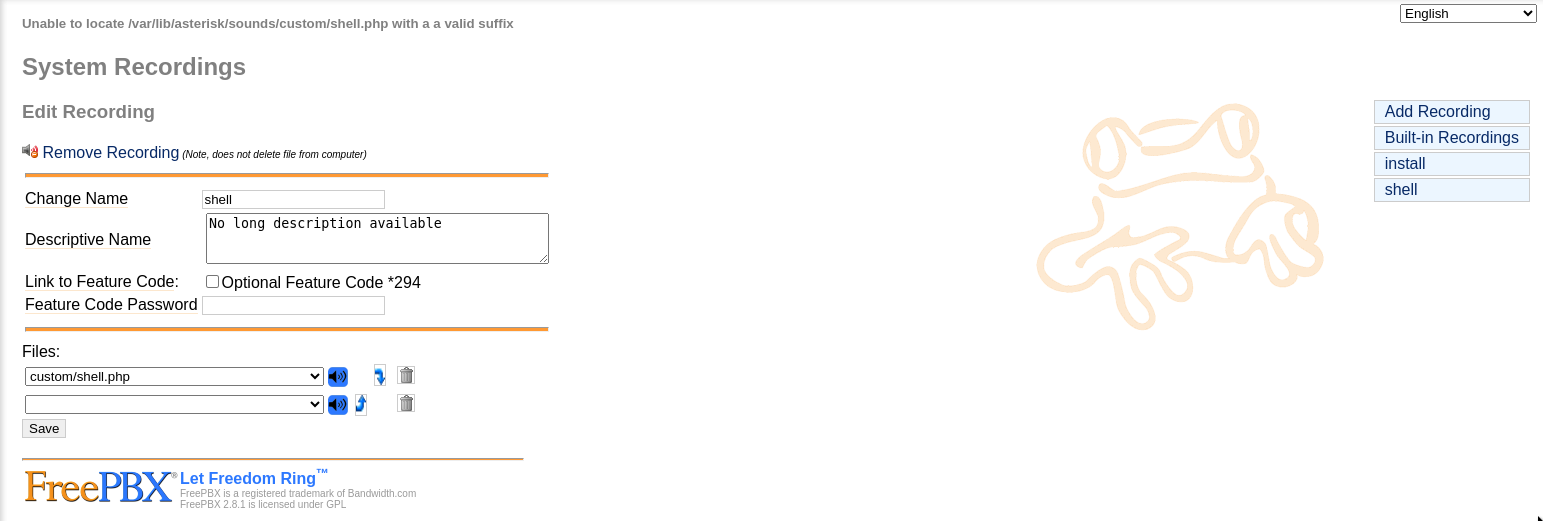 Unable to locate /var/lib/asterisk/sounds/custom/shell.php with a a valid suffix
English
System Recordings
Edit Recording
Add Recording
Built-in Recordings
install
shell
Remove Recording (Note, does not delete file from computer)
Change Name shell
Descriptive Name No long description available
Link to Feature Code: Optional Feature Code *294
Feature Code Password
Files:
custom/shell.php
Save
FreePBX® Let Freedom Ring™
FreePBX is a registered trademark of Bandwidth.com
FreePBX 2.8.1 is licensed under GPL